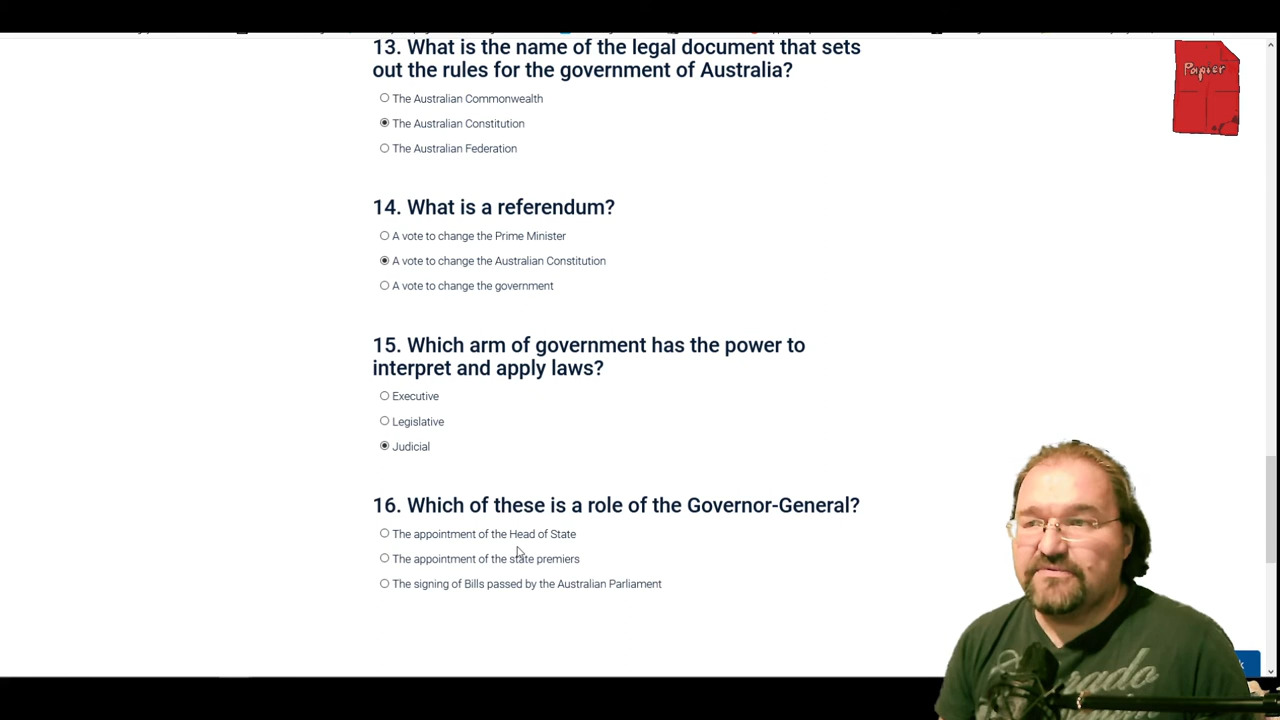 13. What is the name of the legal document that sets
out the rules for the government of Australia?
The Australian Commonwealth
The Australian Constitution
The Australian Federation
14. What is a referendum?
A vote to change the Prime Minister
A vote to change the Australian Constitution
A vote to change the government
15. Which arm of government has the power to
interpret and apply laws?
Executive
Legislative
Judicial
16. Which of these is a role of the Governor-General?
The appointment of the Head of State
The appointment of the state premiers
The signing of Bills passed by the Australian Parliament
Papier